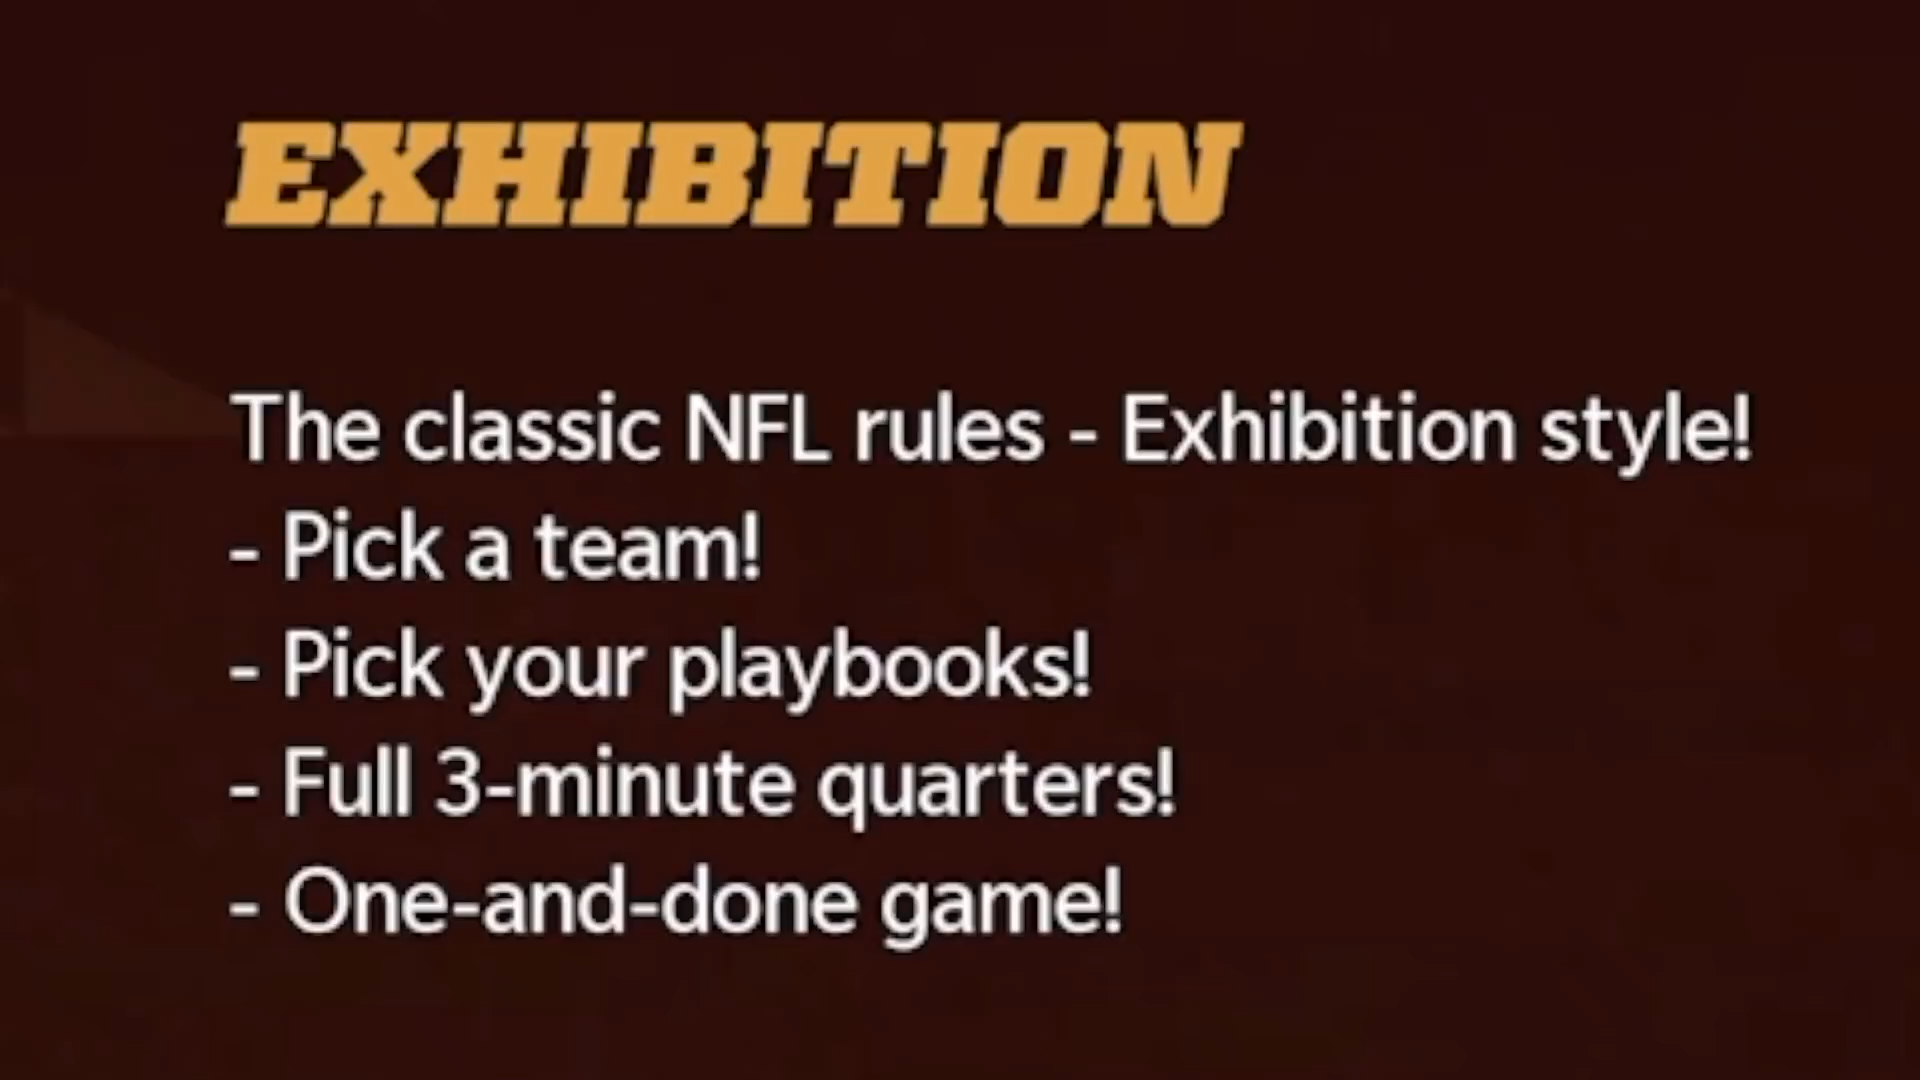 EXHIBITION
The classic NFL rules - Exhibition style!
- Pick a team!
- Pick your playbooks!
- Full 3-minute quarters!
- One-and-done game!